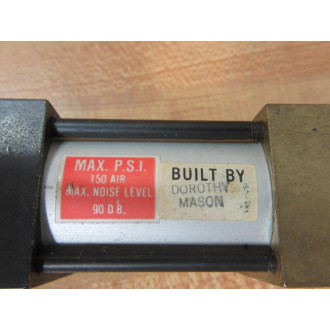 MAX. P.S.I.
150 AIR
MAX. NOISE LEVEL
90 D B.
BUILT BY
DOROTHY
MASON